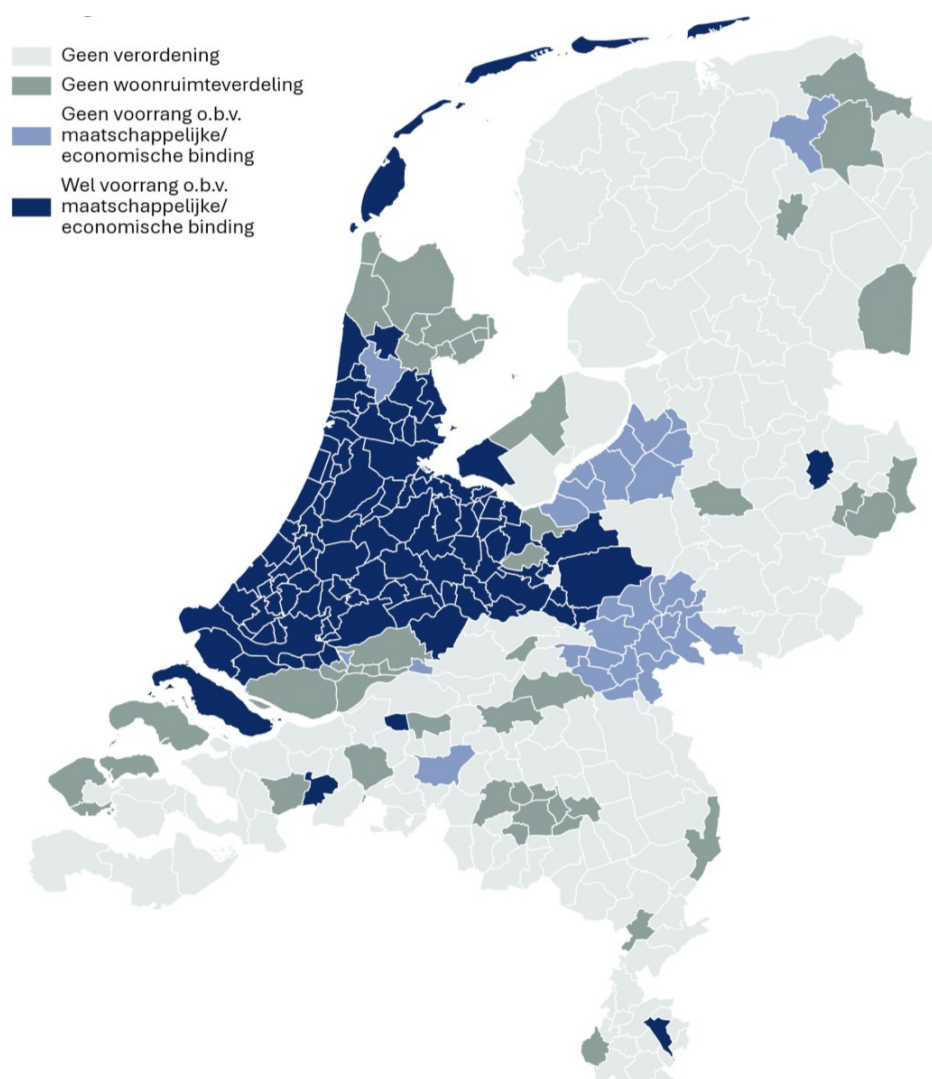 Geen verordening
Geen woonruimteverdeling
Geen voorrang o.b.v.
maatschappelijke/
economische binding
Wel voorrang o.b.v.
maatschappelijke/
economische binding